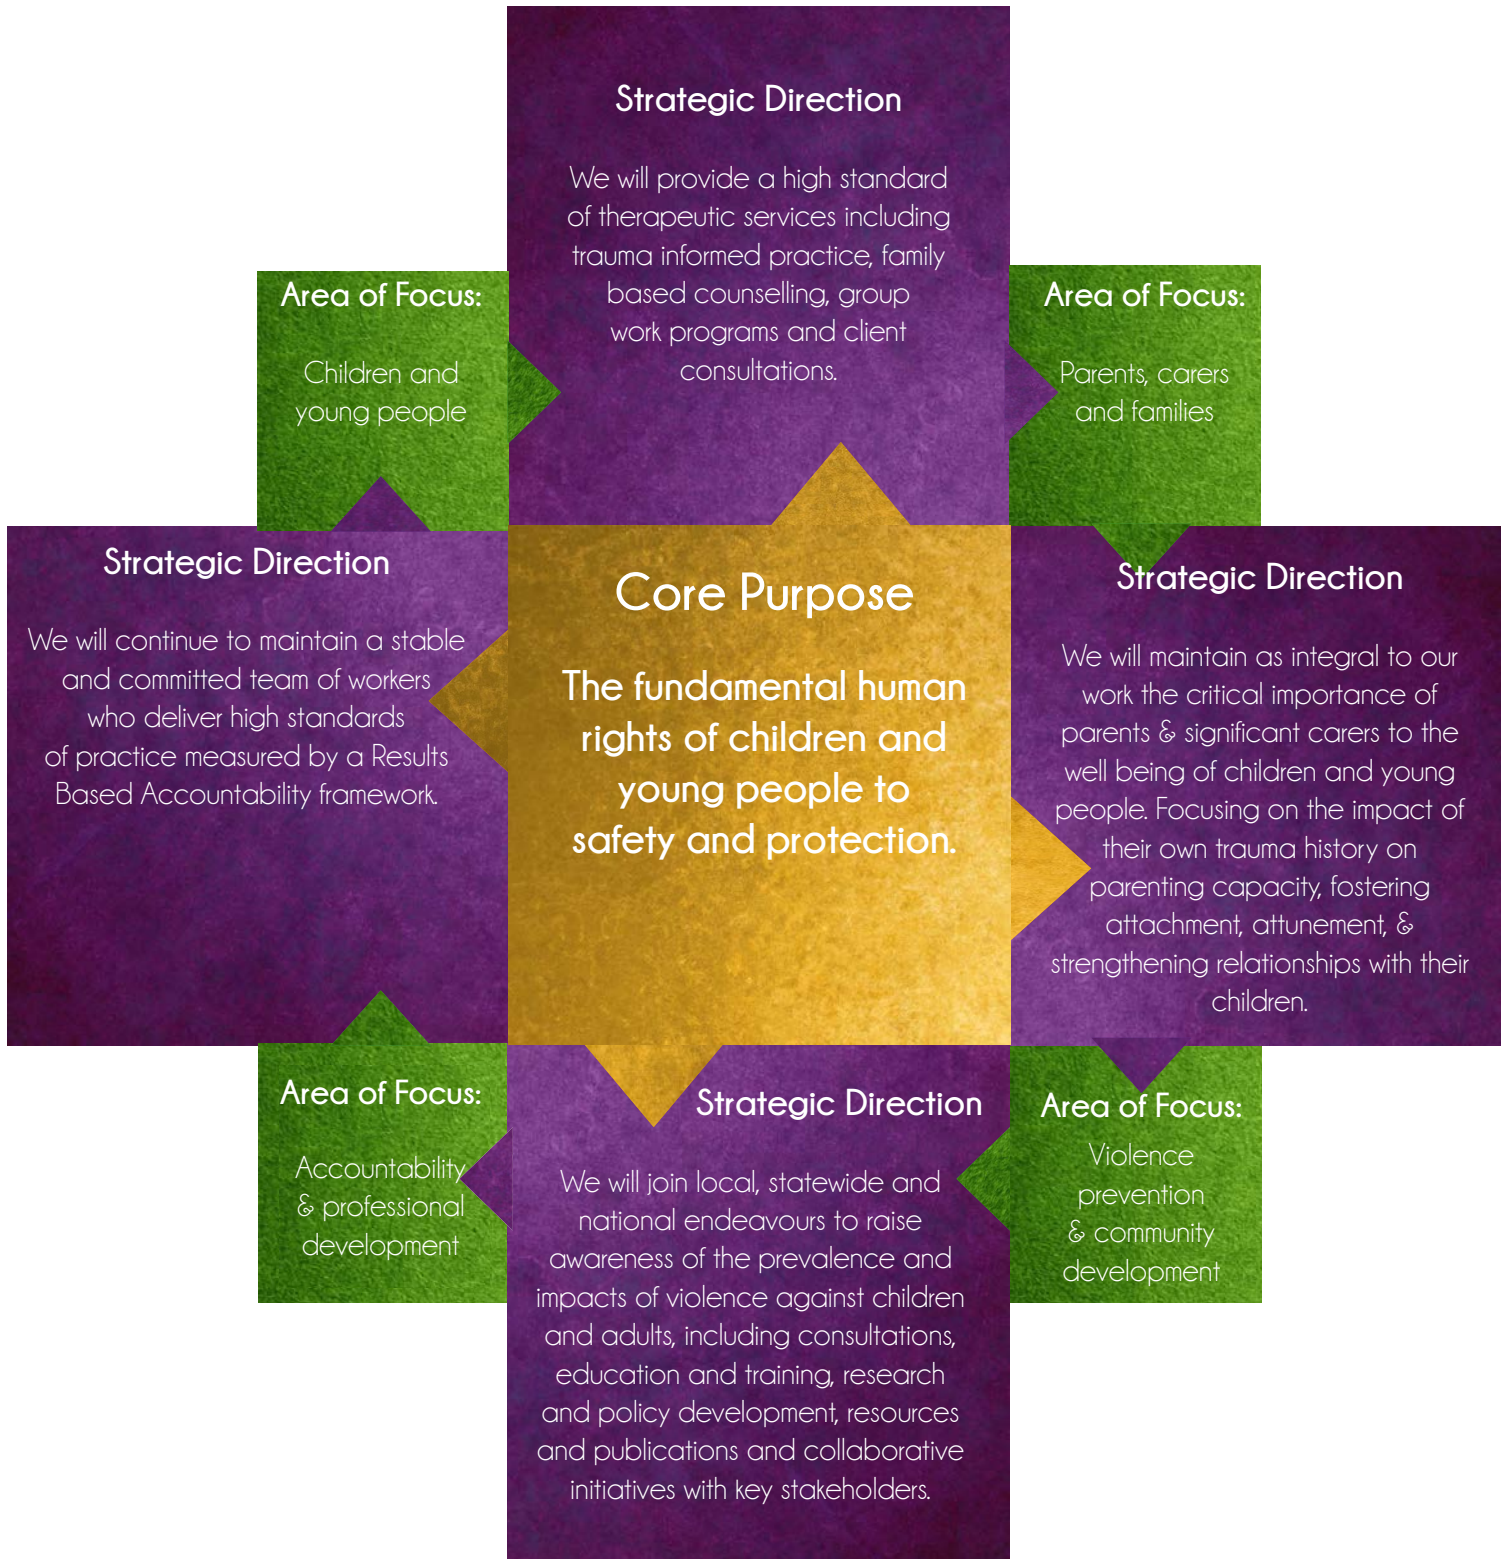 Strategic Direction
We will provide a high standard
of therapeutic services including
trauma informed practice, family
based counselling, group
work programs and client
consultations.
Area of Focus:
Children and
young people
Area of Focus:
Parents, carers
and families
Strategic Direction
We will continue to maintain a stable
and committed team of workers
who deliver high standards
of practice measured by a Results
Based Accountability framework.
Core Purpose
The fundamental human
rights of children and
young people to
safety and protection.
Strategic Direction
We will maintain as integral to our
work the critical importance of
parents & significant carers to the
well being of children and young
people. Focusing on the impact of
their own trauma history on
parenting capacity, fostering
attachment, attunement, &
strengthening relationships with their
children.
Area of Focus:
Accountability
& professional
development
Strategic Direction
We will join local, statewide and
national endeavours to raise
awareness of the prevalence and
impacts of violence against children
and adults, including consultations,
education and training, research
and policy development, resources
and publications and collaborative
initiatives with key stakeholders.
Area of Focus:
Violence
prevention
& community
development